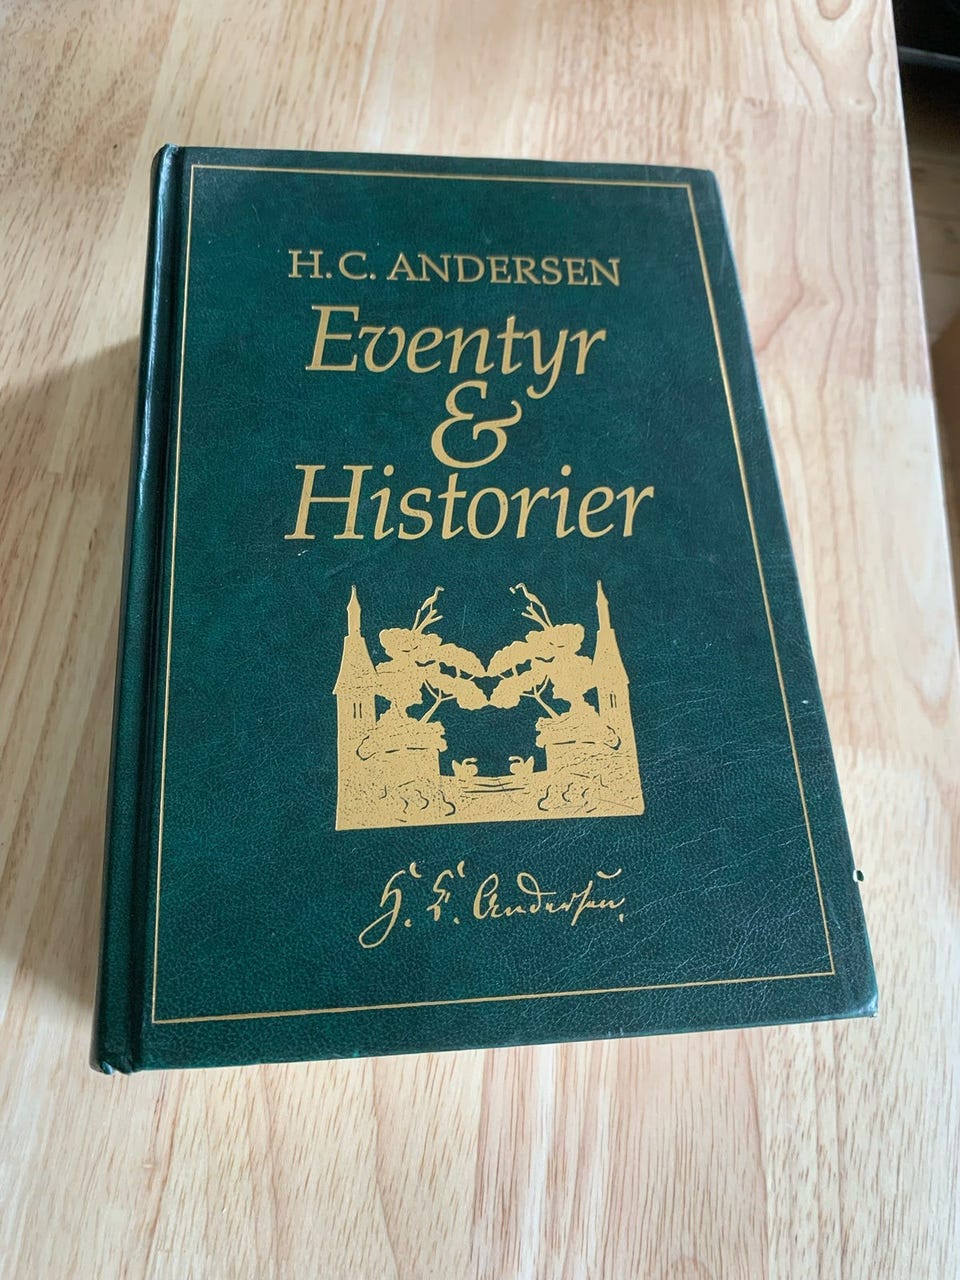 H. C. ANDERSEN
Eventyr
&
Historier
H. C. Andersen.